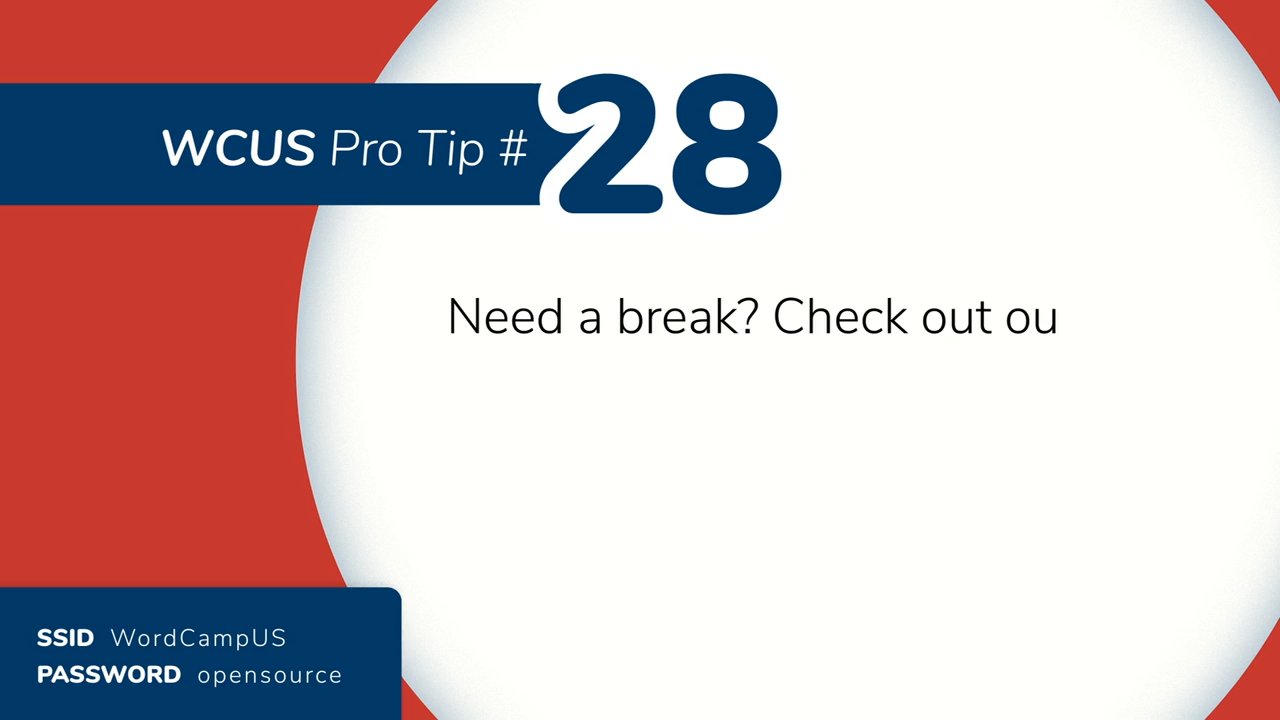 WCUS Pro Tip #28
Need a break? Check out ou
SSID WordCampUS
PASSWORD opensource